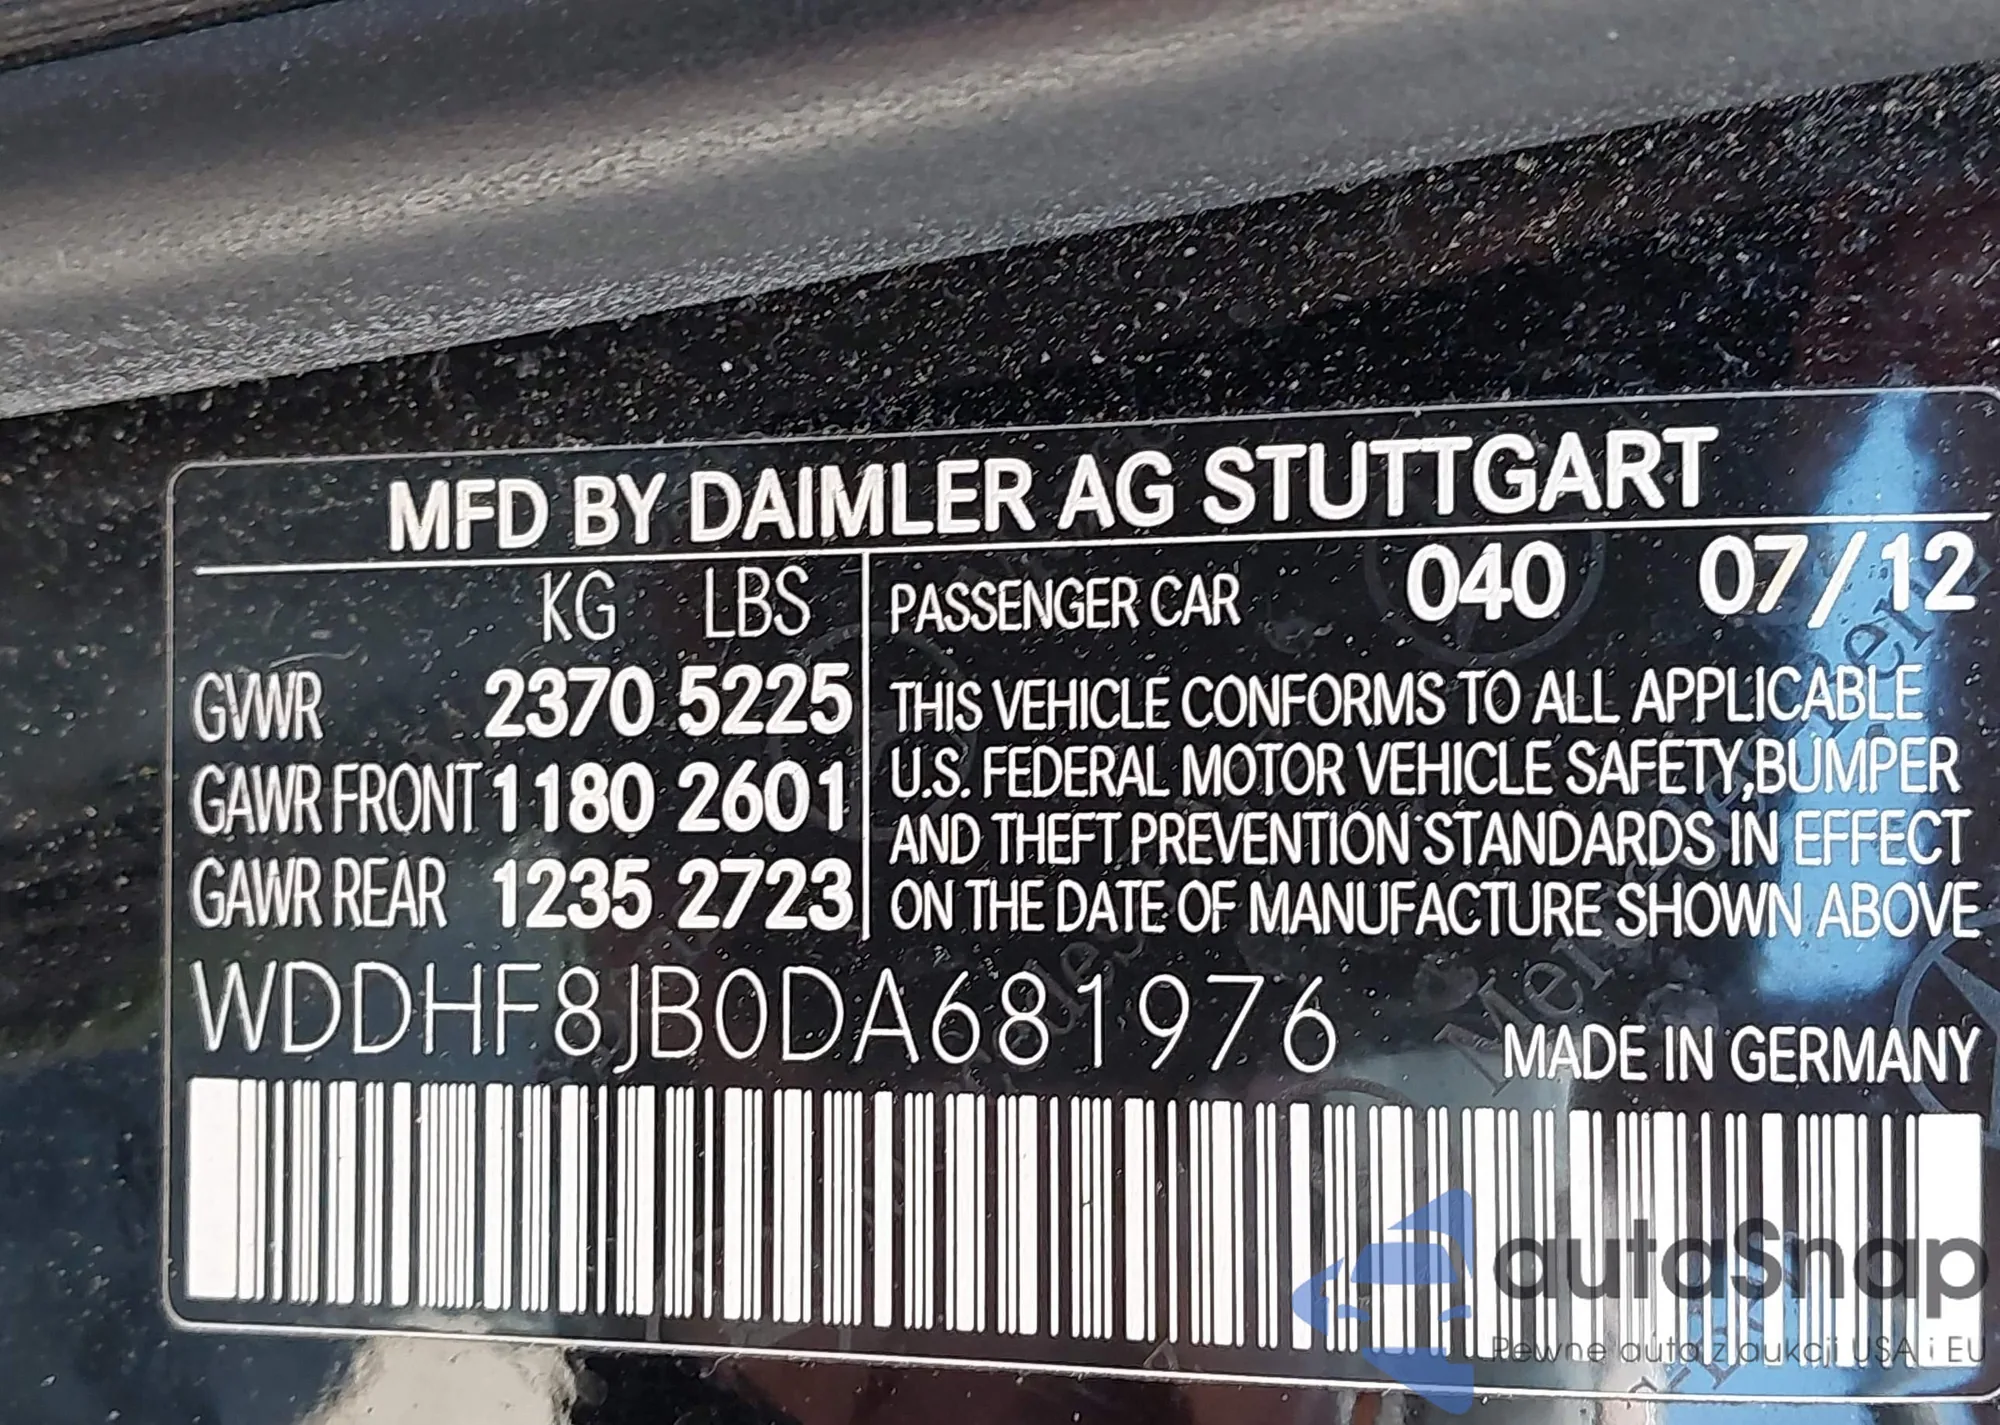 MFD BY DAIMLER AG STUTTGART
KG LBS
GVWR 2370 5225
GAWR FRONT 1180 2601
GAWR REAR 1235 2723
PASSENGER CAR 040 07/12
THIS VEHICLE CONFORMS TO ALL APPLICABLE
U.S. FEDERAL MOTOR VEHICLE SAFETY,BUMPER
AND THEFT PREVENTION STANDARDS IN EFFECT
ON THE DATE OF MANUFACTURE SHOWN ABOVE
WDDHF8JB0DA681976
MADE IN GERMANY
autaSnap
Pewne auta z aukcji USA i EU